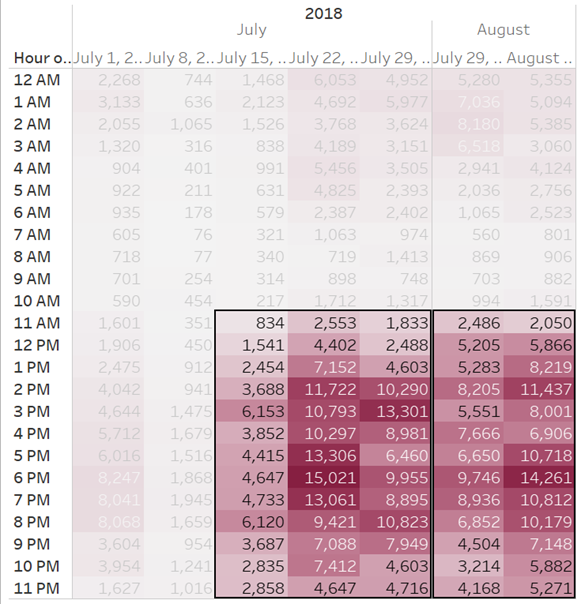 2018
July August
Hour o.. July 1, 2.. July 8, 2.. July 15, .. July 22, .. July 29, .. July 29, .. August ..
12 AM 2,268 744 1,468 6,053 4,952 5,280 5,355
1 AM 3,133 636 2,123 4,692 5,977 7,036 5,094
2 AM 2,055 1,065 1,526 3,768 3,624 8,180 5,385
3 AM 1,320 316 838 4,189 3,151 6,518 3,060
4 AM 904 401 991 5,456 3,505 2,941 4,124
5 AM 922 211 631 4,825 2,393 2,036 2,756
6 AM 935 178 579 2,387 2,402 1,065 2,523
7 AM 605 76 321 1,063 974 560 801
8 AM 718 77 340 719 1,413 869 906
9 AM 701 254 314 898 748 703 882
10 AM 590 454 217 1,712 1,317 994 1,591
11 AM 1,601 351 834 2,553 1,833 2,486 2,050
12 PM 1,906 450 1,541 4,402 2,488 5,205 5,866
1 PM 2,475 912 2,454 7,152 4,603 5,283 8,219
2 PM 4,042 941 3,688 11,722 10,290 8,205 11,437
3 PM 4,644 1,475 6,153 10,793 13,301 5,551 8,001
4 PM 5,712 1,679 3,852 10,297 8,981 7,666 6,906
5 PM 6,016 1,516 4,415 13,306 6,460 6,650 10,718
6 PM 8,247 1,868 4,647 15,021 9,955 9,746 14,261
7 PM 8,041 1,945 4,733 13,061 8,895 8,936 10,812
8 PM 8,068 1,659 6,120 9,421 10,823 6,852 10,179
9 PM 3,604 954 3,687 7,088 7,949 4,504 7,148
10 PM 3,954 1,241 2,835 7,412 4,603 3,214 5,882
11 PM 1,627 1,016 2,858 4,647 4,716 4,168 5,271